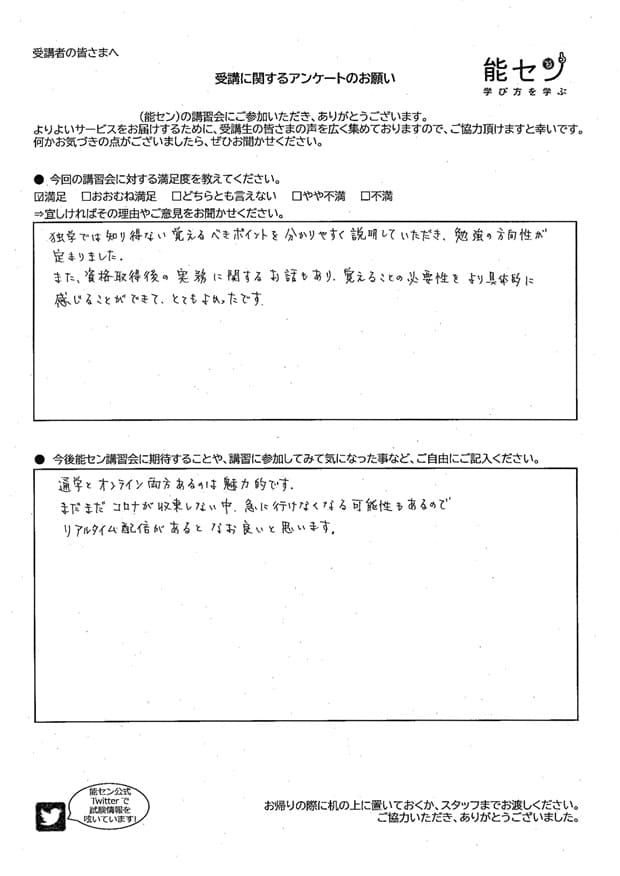 受講者の皆さまへ
能セン
学び方を学ぶ
受講に関するアンケートのお願い
（能セン）の講習会にご参加いただき、ありがとうございます。
よりよいサービスをお届けするために、受講生の皆さまの声を広く集めておりますので、ご協力頂けますと幸いです。
何かお気づきの点がございましたら、ぜひお聞かせください。
● 今回の講習会に対する満足度を教えてください。
☑満足 □おおむね満足 □どちらとも言えない □やや不満 □不満
⇒宜しければその理由やご意見をお聞かせください。
独学では知り得ない覚えるべきポイントを分かりやすく説明していただき、勉強の方向性が
定まりました。
また、資格取得後の実務に関するお話もあり、覚えることの必要性をより具体的に
感じることができて、とてもよかったです。
● 今後能セン講習会に期待することや、講習に参加してみて気になった事など、ご自由にご記入ください。
通学とオンライン両方あるのは魅力的です。
まだまだコロナが収束しない中、急に行けなくなる可能性もあるので
リアルタイム配信があるとなお良いと思います。
能セン公式
Twitterで
試験情報を
呟いています!
お帰りの際に机の上に置いておくか、スタッフまでお渡しください。
ご協力いただき、ありがとうございました。